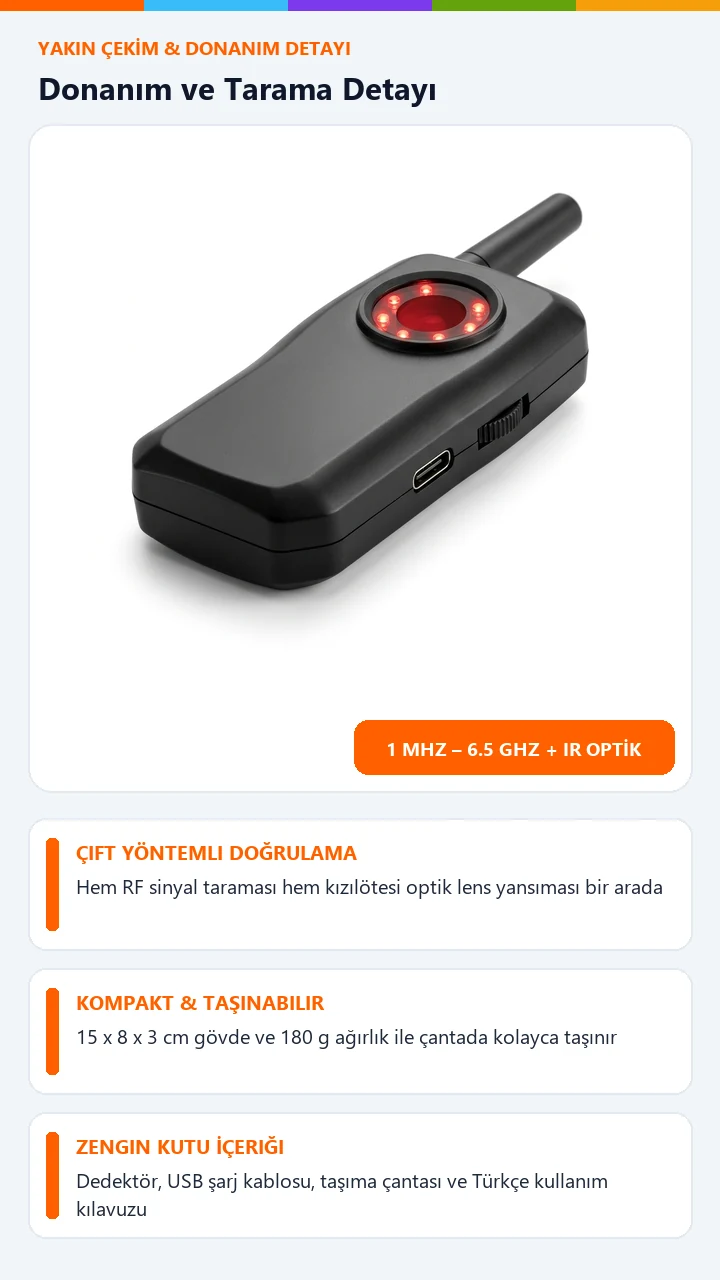 YAKIN ÇEKİM & DONANIM DETAYI
Donanım ve Tarama Detayı
1 MHZ – 6.5 GHZ + IR OPTİK
ÇIFT YÖNTEMLI DOĞRULAMA
Hem RF sinyal taraması hem kızılötesi optik lens yansıması bir arada
KOMPAKT & TAŞINABILIR
15 x 8 x 3 cm gövde ve 180 g ağırlık ile çantada kolayca taşınır
ZENGIN KUTU İÇERIĞI
Dedektör, USB şarj kablosu, taşıma çantası ve Türkçe kullanım
kılavuzu